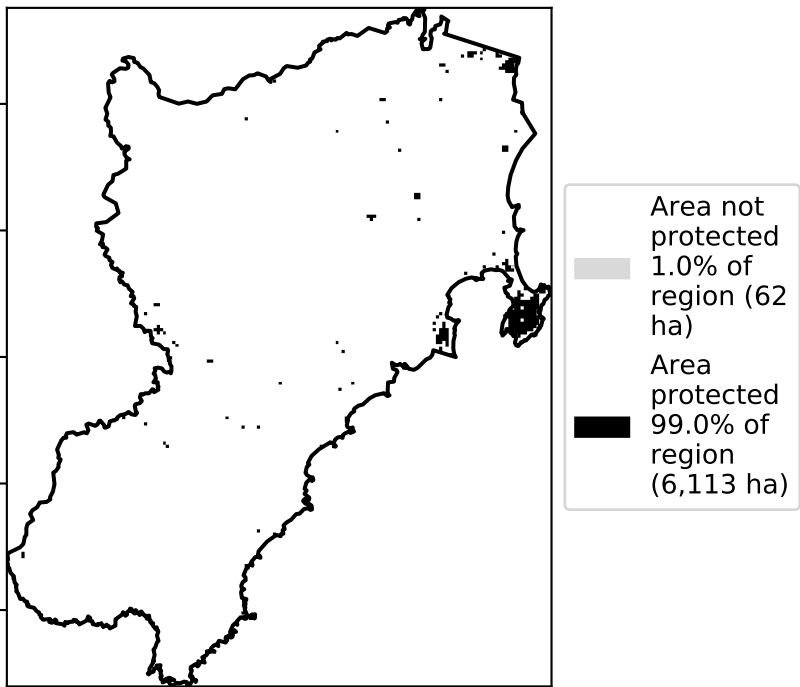 Area not
protected
1.0% of
region (62
ha)
Area
protected
99.0% of
region
(6,113 ha)